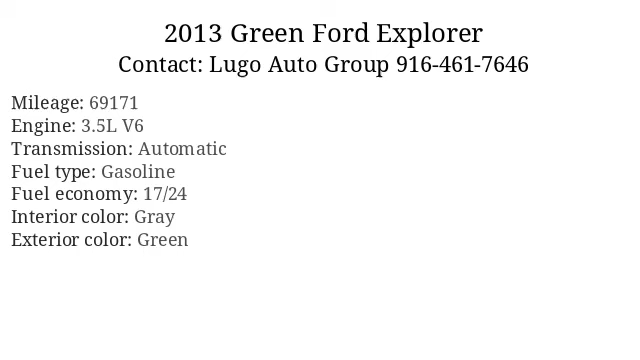 2013 Green Ford Explorer
Contact: Lugo Auto Group 916-461-7646
Mileage: 69171
Engine: 3.5L V6
Transmission: Automatic
Fuel type: Gasoline
Fuel economy: 17/24
Interior color: Gray
Exterior color: Green